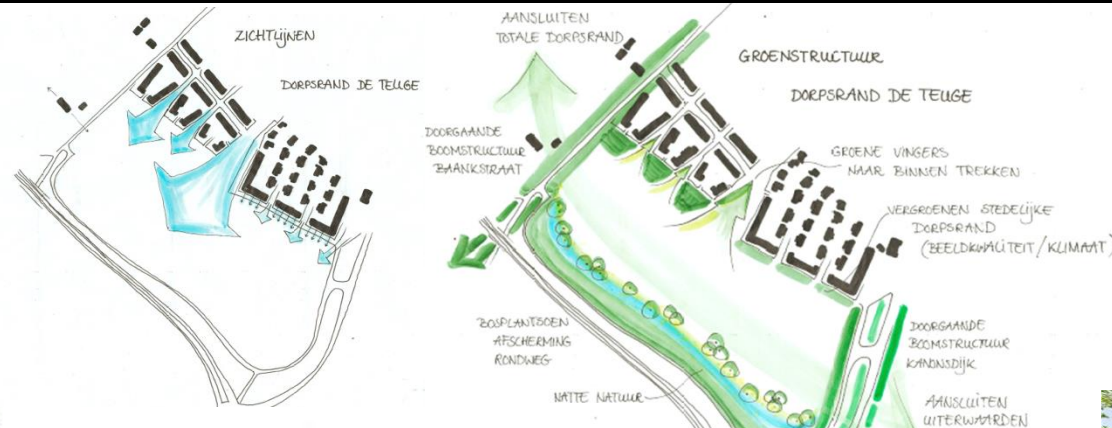 ZICHTLIJNEN
DORPSRAND DE TEUGE
AANSLUITEN
TOTALE DORPSRAND
GROENSTRUCTUUR
DORPSRAND DE TEUGE
DOORGAANDE
BOOMSTRUCTUUR
BAANKSTRAAT
GROENE VINGERS
NAAR BINNEN TREKKEN
VERGROENEN STEDELIJKE
DORPSRAND
(BEELDKWALITEIT/KLIMAAT)
BOSPLANTSOEN
AFSCHERMING
RONDWEG
NATTE NATUUR
DOORGAANDE
BOOMSTRUCTUUR
KANONSDIJK
AANSLUITEN
UITERWAARDEN